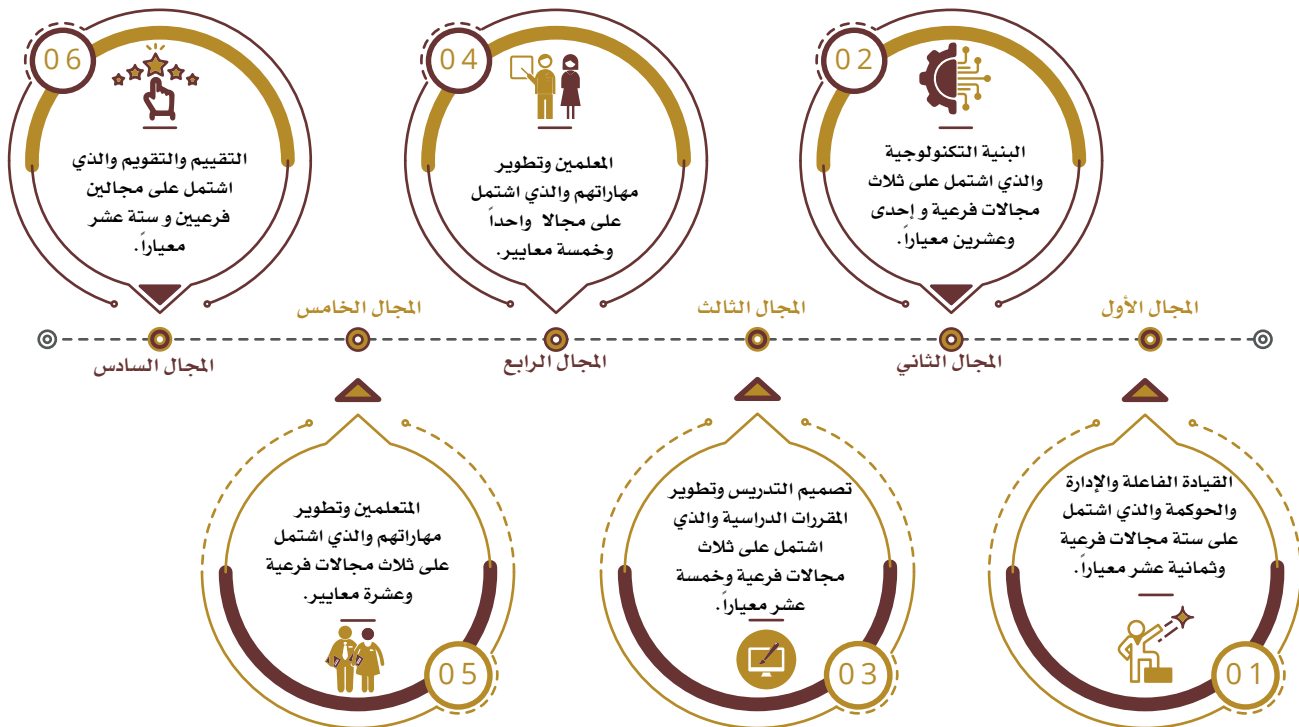 المجال الأول
01
القيادة الفاعلة والإدارة
والحوكمة والذي اشتمل
على ستة مجالات فرعية
وثمانية عشر معياراً.
المجال الثاني
02
البنية التكنولوجية
والذي اشتمل على ثلاث
مجالات فرعية و إحدى
وعشرين معياراً.
المجال الثالث
03
تصميم التدريس وتطوير
المقررات الدراسية والذي
اشتمل على ثلاث
مجالات فرعية وخمسة
عشر معياراً.
المجال الرابع
04
المعلمين وتطوير
مهاراتهم والذي اشتمل
على مجالا واحداً
وخمسة معايير.
المجال الخامس
05
المتعلمين وتطوير
مهاراتهم والذي اشتمل
على ثلاث مجالات فرعية
وعشرة معايير.
المجال السادس
06
التقييم والتقويم والذي
اشتمل على مجالين
فرعيين و ستة عشر
معياراً.